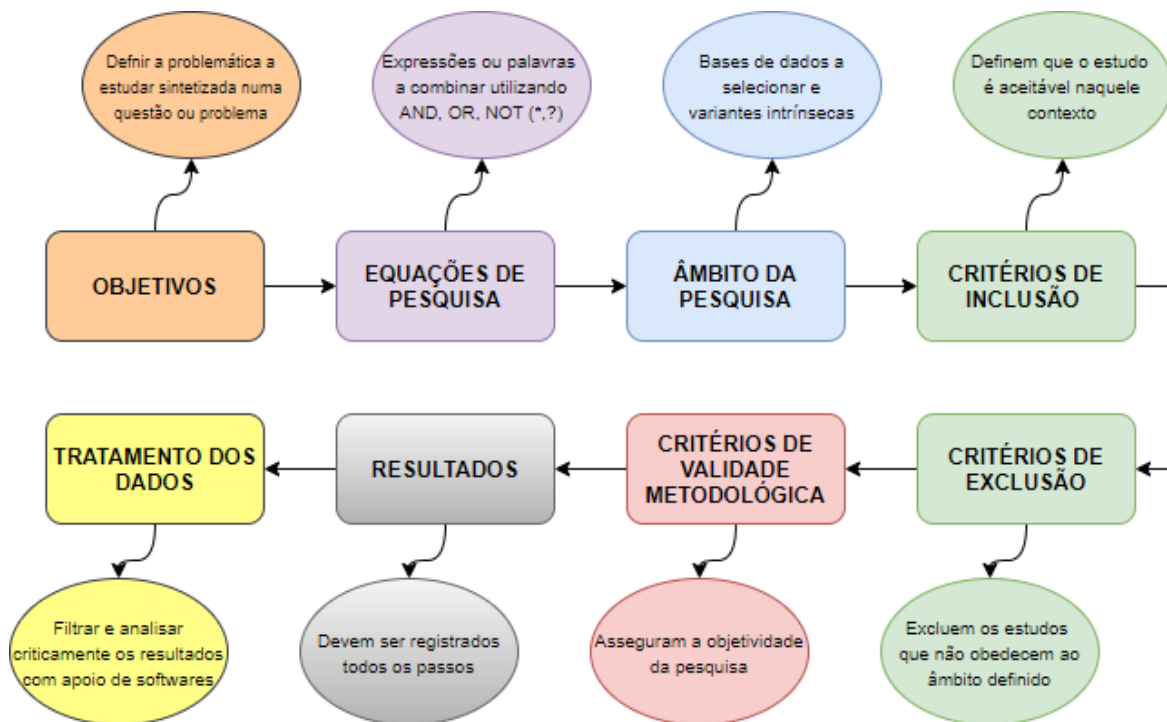 Defnir a problemática a
estudar sintetizada numa
questão ou problema
Expressões ou palavras
a combinar utilizando
AND, OR, NOT (*,?)
Bases de dados a
selecionar e
variantes intrínsecas
Definem que o estudo
é aceitável naquele
contexto
OBJETIVOS
EQUAÇÕES DE
PESQUISA
ÂMBITO DA
PESQUISA
CRITÉRIOS DE
INCLUSÃO
TRATAMENTO DOS
DADOS
RESULTADOS
CRITÉRIOS DE
VALIDADE
METODOLÓGICA
CRITÉRIOS DE
EXCLUSÃO
Filtrar e analisar
criticamente os resultados
com apoio de softwares.
Devem ser registrados
todos os passos
Asseguram a objetividade
da pesquisa
Excluem os estudos
que não obedecem ao
âmbito definido